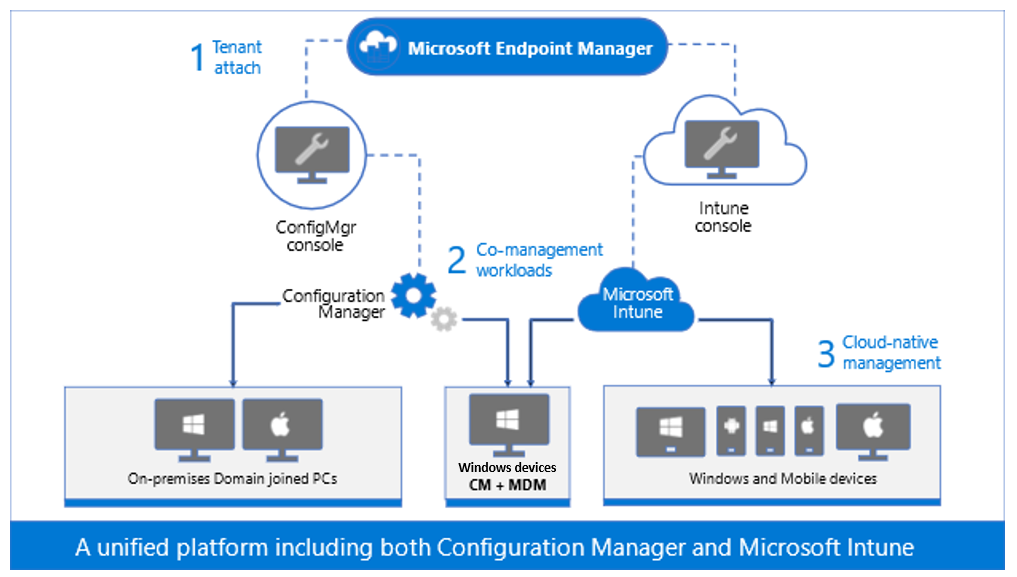 Microsoft Endpoint Manager
1 Tenant
attach
ConfigMgr
console
Intune
console
2 Co-management
workloads
Configuration
Manager
Microsoft
Intune
3 Cloud-native
management
On-premises Domain joined PCs
Windows devices
CM + MDM
Windows and Mobile devices
A unified platform including both Configuration Manager and Microsoft Intune